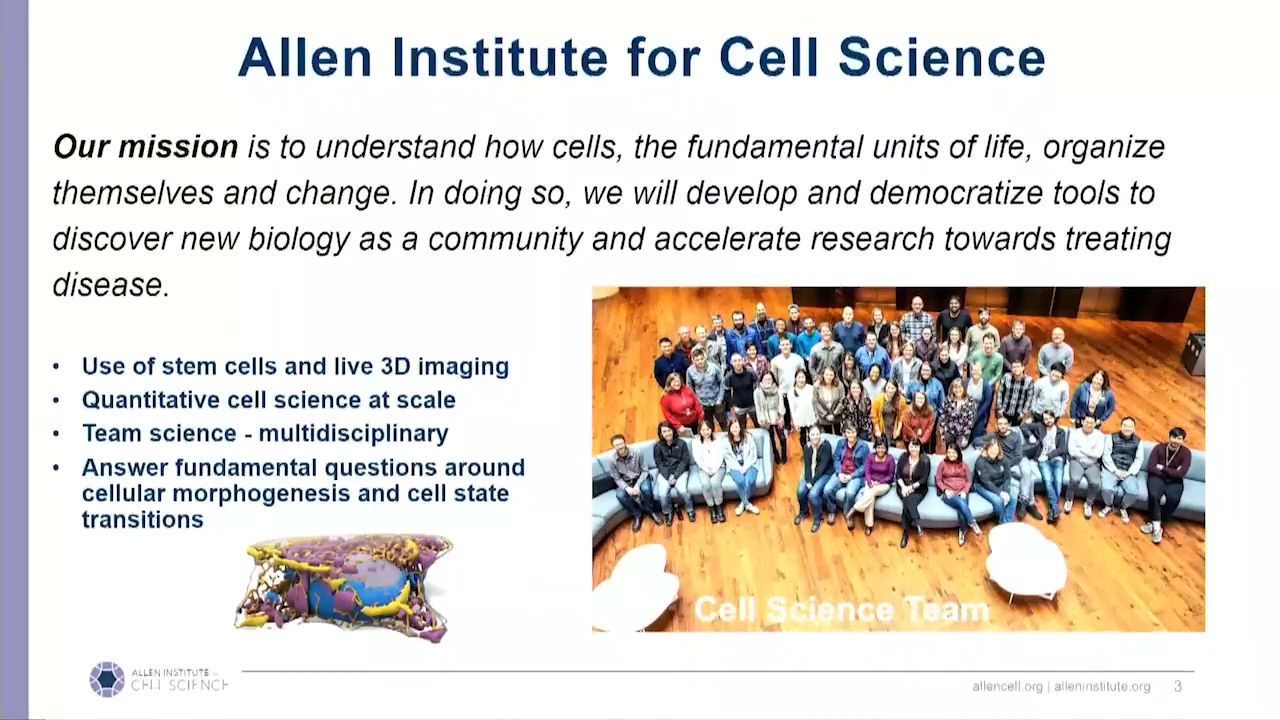 Allen Institute for Cell Science
Our mission is to understand how cells, the fundamental units of life, organize
themselves and change. In doing so, we will develop and democratize tools to
discover new biology as a community and accelerate research towards treating
disease.
• Use of stem cells and live 3D imaging
• Quantitative cell science at scale
• Team science - multidisciplinary
• Answer fundamental questions around
cellular morphogenesis and cell state
transitions
Cell Science Team
ALLEN INSTITUTE for
CELL SCIENCE
allencell.org | alleninstitute.org 3